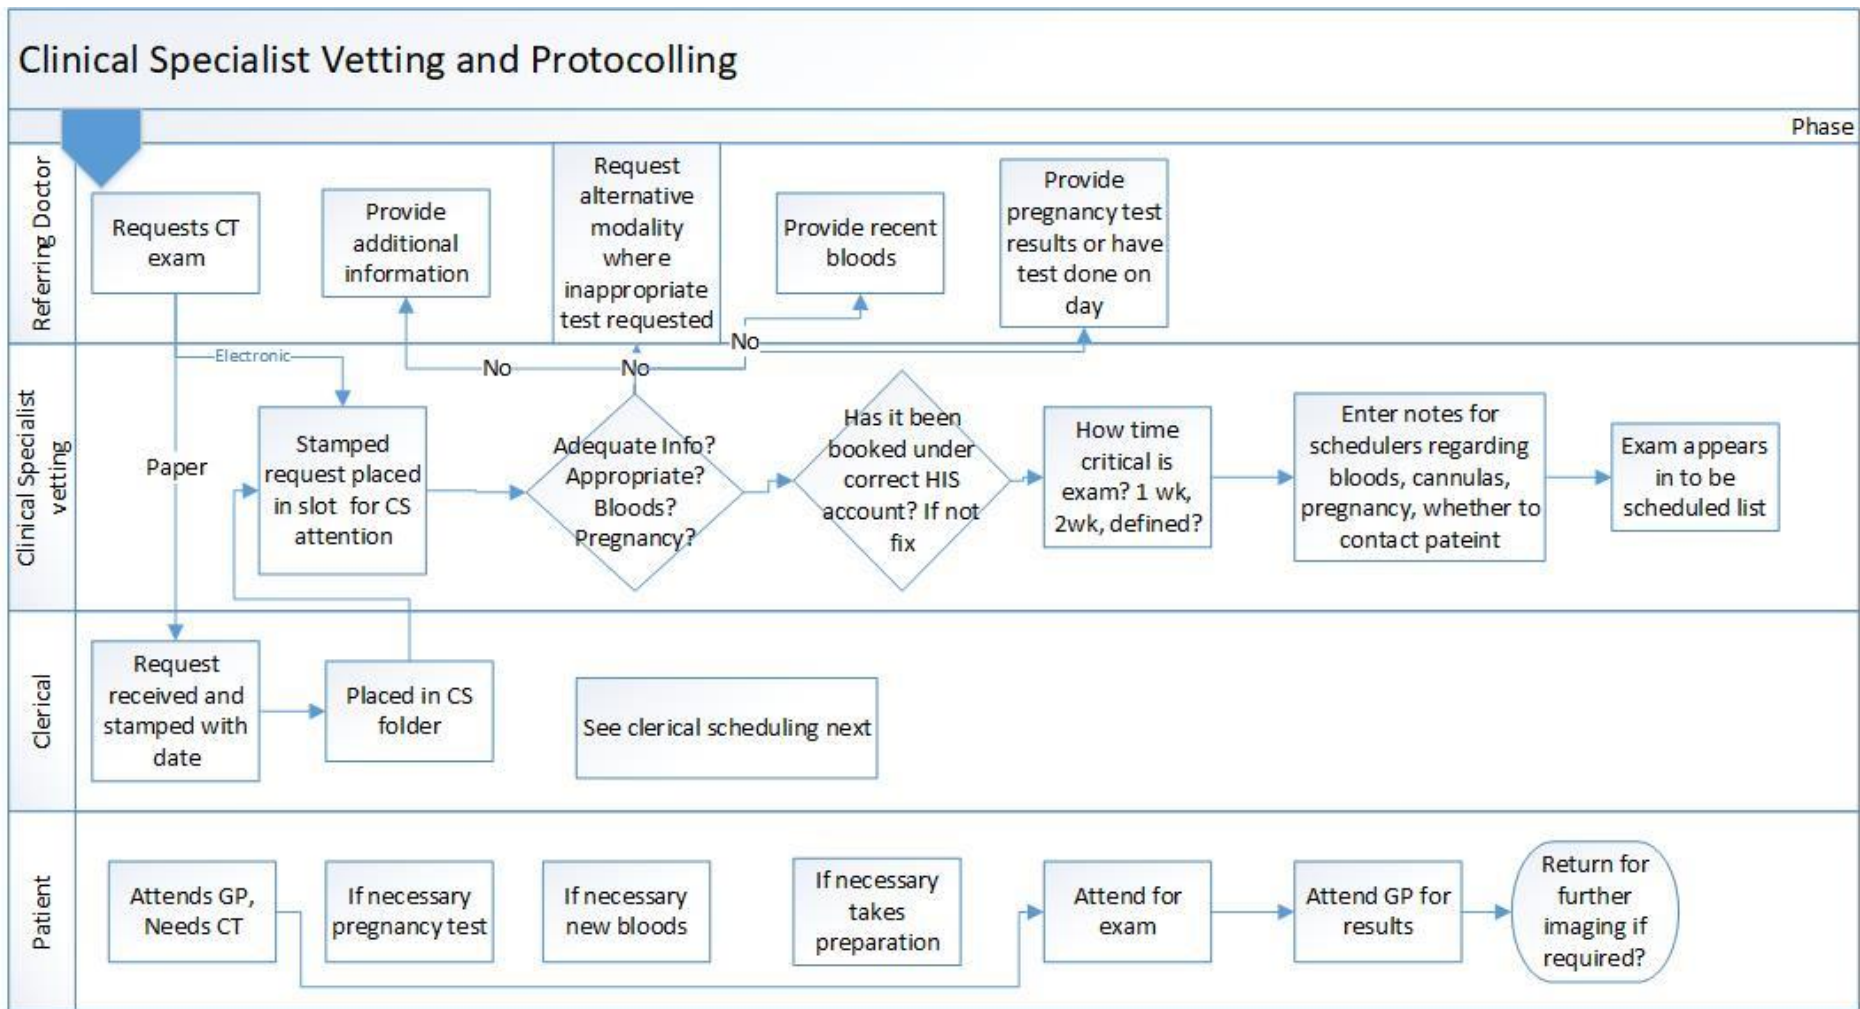 Clinical Specialist Vetting and Protocolling
Phase
Referring Doctor
Requests CT
exam
Provide
additional
information
Request
alternative
modality
where
inappropriate
test requested
Provide recent
bloods
Provide
pregnancy test
results or have
test done on
day
Clinical Specialist
vetting
Electronic
Paper
No
No
No
Stamped
request placed
in slot for CS
attention
Adequate Info?
Appropriate?
Bloods?
Pregnancy?
Has it been
booked under
correct HIS
account? If not
fix
How time
critical is
exam? 1 wk,
2wk, defined?
Enter notes for
schedulers regarding
bloods, cannulas,
pregnancy, whether to
contact pateint
Exam appears
in to be
scheduled list
Clerical
Request
received and
stamped with
date
Placed in CS
folder
See clerical scheduling next
Patient
Attends GP,
Needs CT
If necessary
pregnancy test
If necessary
new bloods
If necessary
takes
preparation
Attend for
exam
Attend GP for
results
Return for
further
imaging if
required?